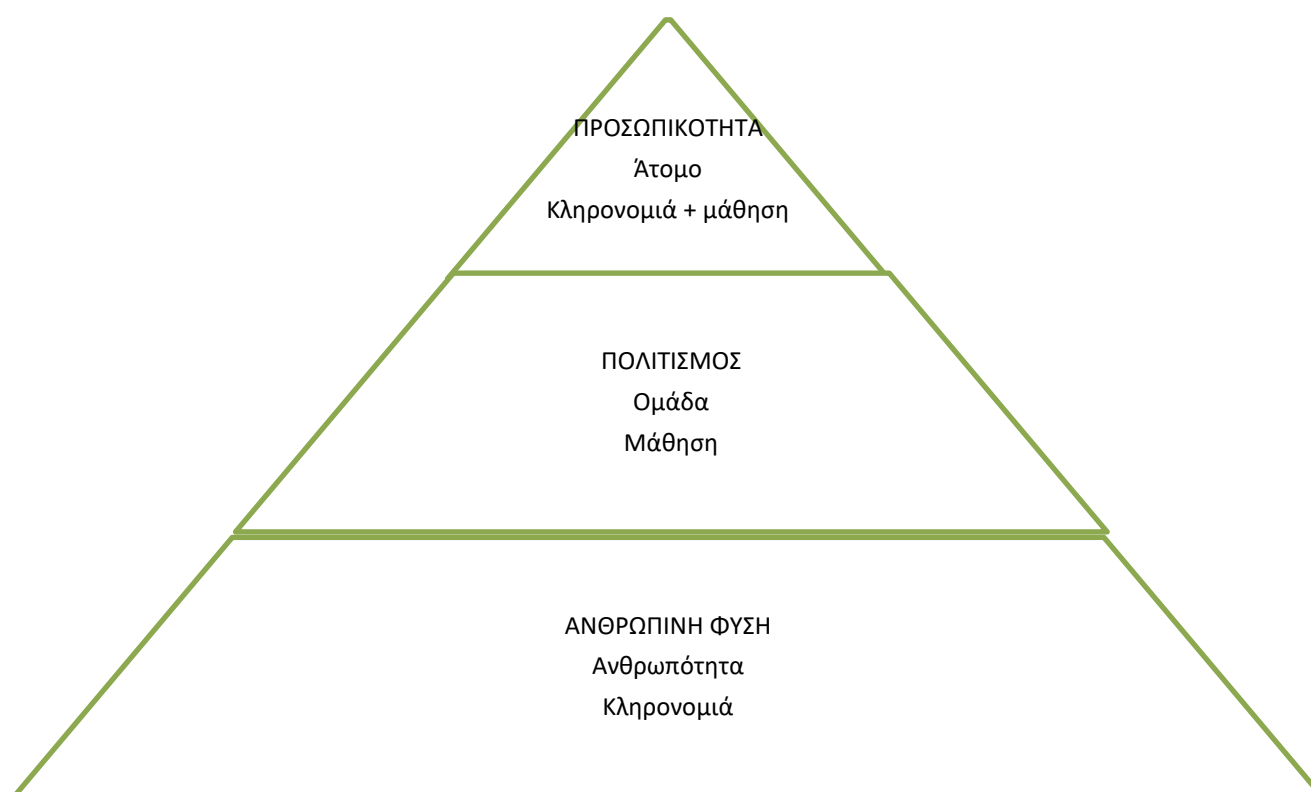 ΠΡΟΣΩΠΙΚΟΤΗΤΑ
Άτομο
Κληρονομιά + μάθηση
ΠΟΛΙΤΙΣΜΟΣ
Ομάδα
Μάθηση
ΑΝΘΡΩΠΙΝΗ ΦΥΣΗ
Ανθρωπότητα
Κληρονομιά